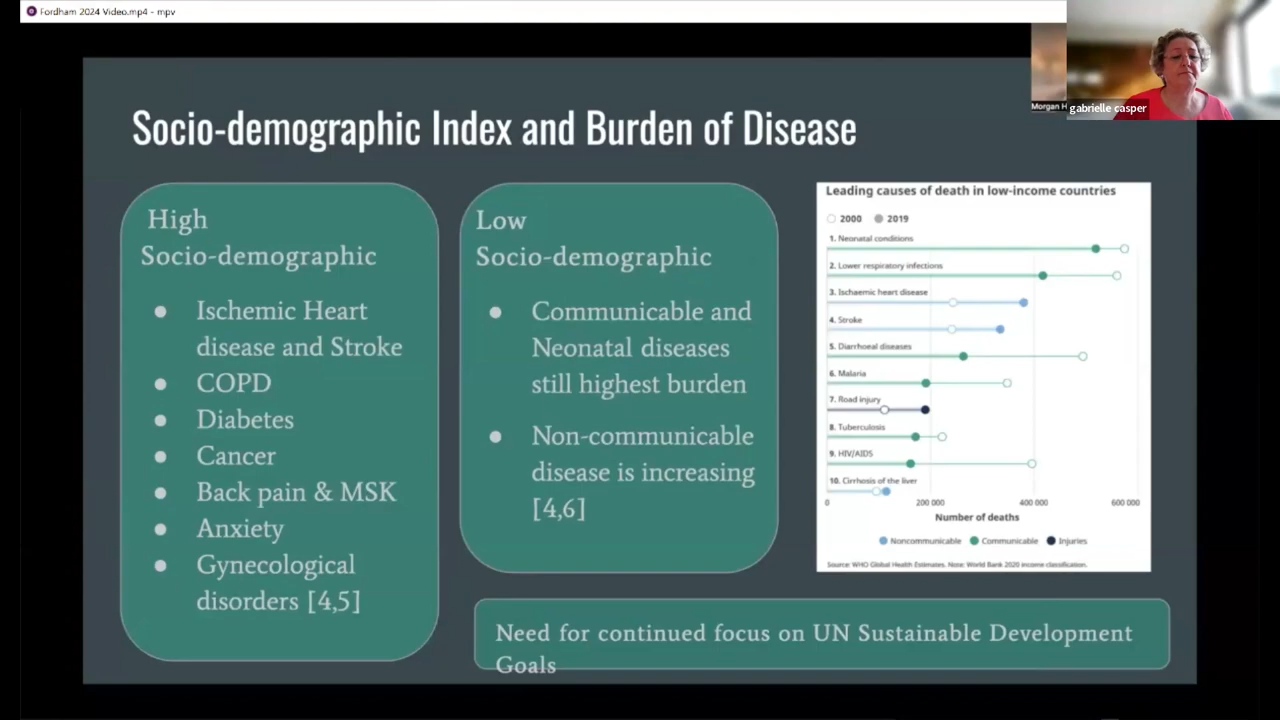 Fordham 2024 Video.mp4 - mpv
Morgan H
gabrielle casper
Socio-demographic Index and Burden of Disease
High
Socio-demographic
● Ischemic Heart
disease and Stroke
● COPD
● Diabetes
● Cancer
● Back pain & MSK
● Anxiety
● Gynecological
disorders [4,5]
Low
Socio-demographic
● Communicable and
Neonatal diseases
still highest burden
● Non-communicable
disease is increasing
[4,6]
Leading causes of death in low-income countries
2000 2019
1. Neonatal conditions
2. Lower respiratory infections
3. Ischaemic heart disease
4. Stroke
5. Diarrhoeal diseases
6. Malaria
7. Road injury
8. Tuberculosis
9. HIV/AIDS
10. Cirrhosis of the liver
0 200 000 400 000 600 000
Number of deaths
Noncommunicable Communicable Injuries
Source: WHO Global Health Estimates. Note: World Bank 2020 income classification.
Need for continued focus on UN Sustainable Development
Goals